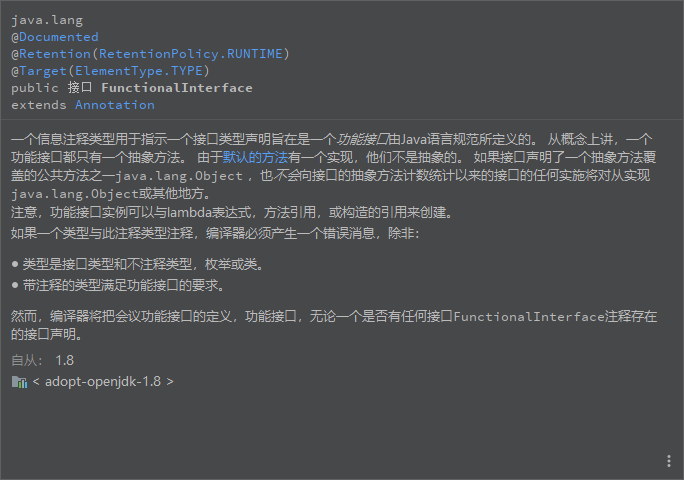 java.lang
@Documented
@Retention(RetentionPolicy.RUNTIME)
@Target(ElementType.TYPE)
public 接口 FunctionalInterface
extends Annotation
一个信息注释类型用于指示一个接口类型声明旨在是一个功能接口由Java语言规范所定义的。 从概念上讲，一个
功能接口都只有一个抽象方法。 由于默认的方法有一个实现，他们不是抽象的。 如果接口声明了一个抽象方法覆
盖的公共方法之一java.lang.Object ，也不会向接口的抽象方法计数统计以来的接口的任何实施将对从实现
java.lang.Object或其他地方。
注意，功能接口实例可以与lambda表达式，方法引用，或构造的引用来创建。
如果一个类型与此注释类型注释，编译器必须产生一个错误消息，除非：
● 类型是接口类型和不注释类型，枚举或类。
● 带注释的类型满足功能接口的要求。
然而，编译器将把会议功能接口的定义，功能接口，无论一个是否有任何接口FunctionalInterface注释存在
的接口声明。
自从： 1.8
< adopt-openjdk-1.8 >